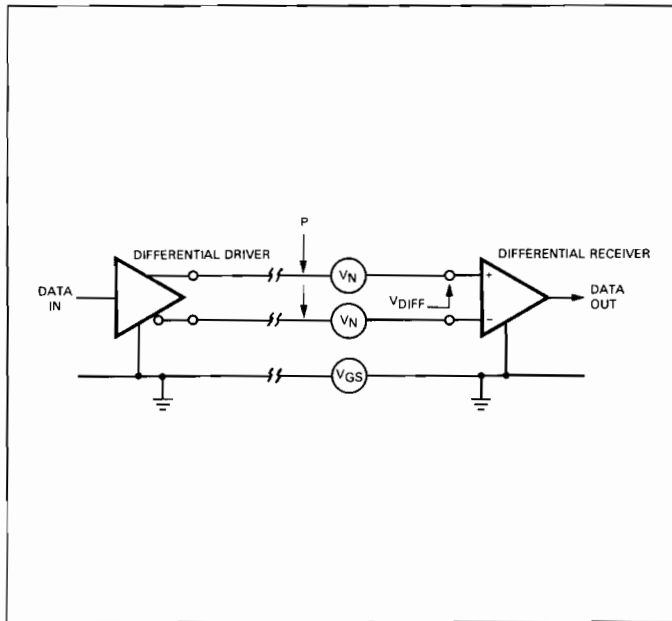 P
DIFFERENTIAL DRIVER
DIFFERENTIAL RECEIVER
DATA
IN
VN
+
VDIFF
DATA
OUT
VN
−
VGS